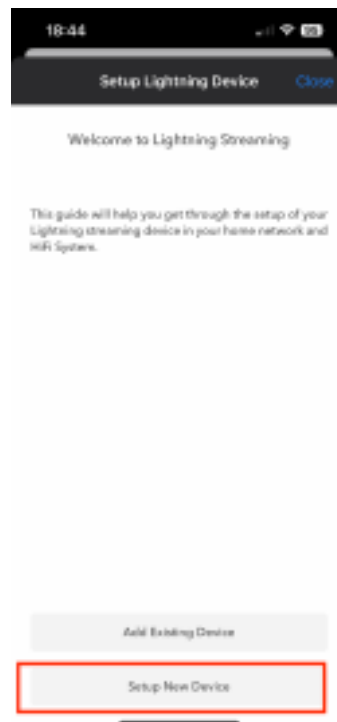 18:44
Setup Lightning Device Close
Welcome to Lightning Streaming
This guide will help you get through the setup of your
Lightning streaming device in your home network and
HiFi System.
Add Existing Device
Setup New Device